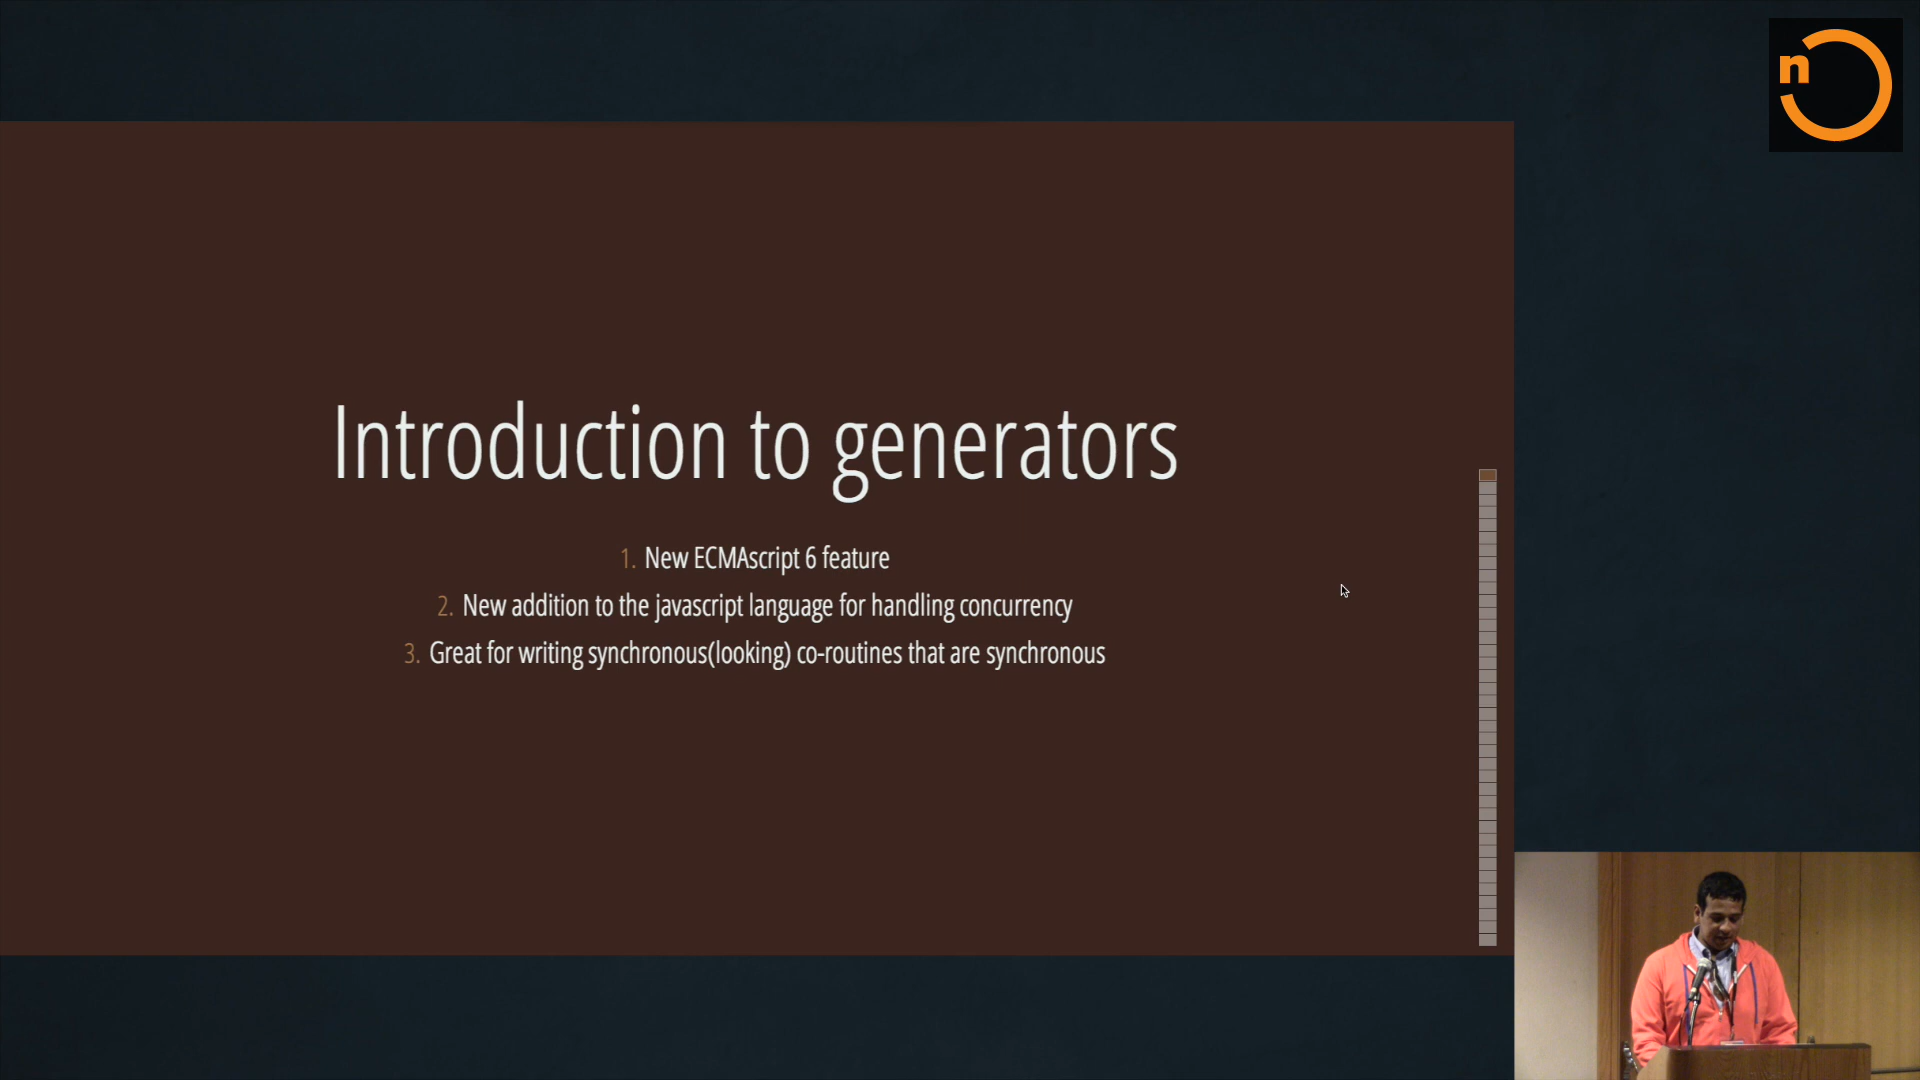 n
Introduction to generators
1. New ECMAscript 6 feature
2. New addition to the javascript language for handling concurrency
3. Great for writing synchronous(looking) co-routines that are synchronous